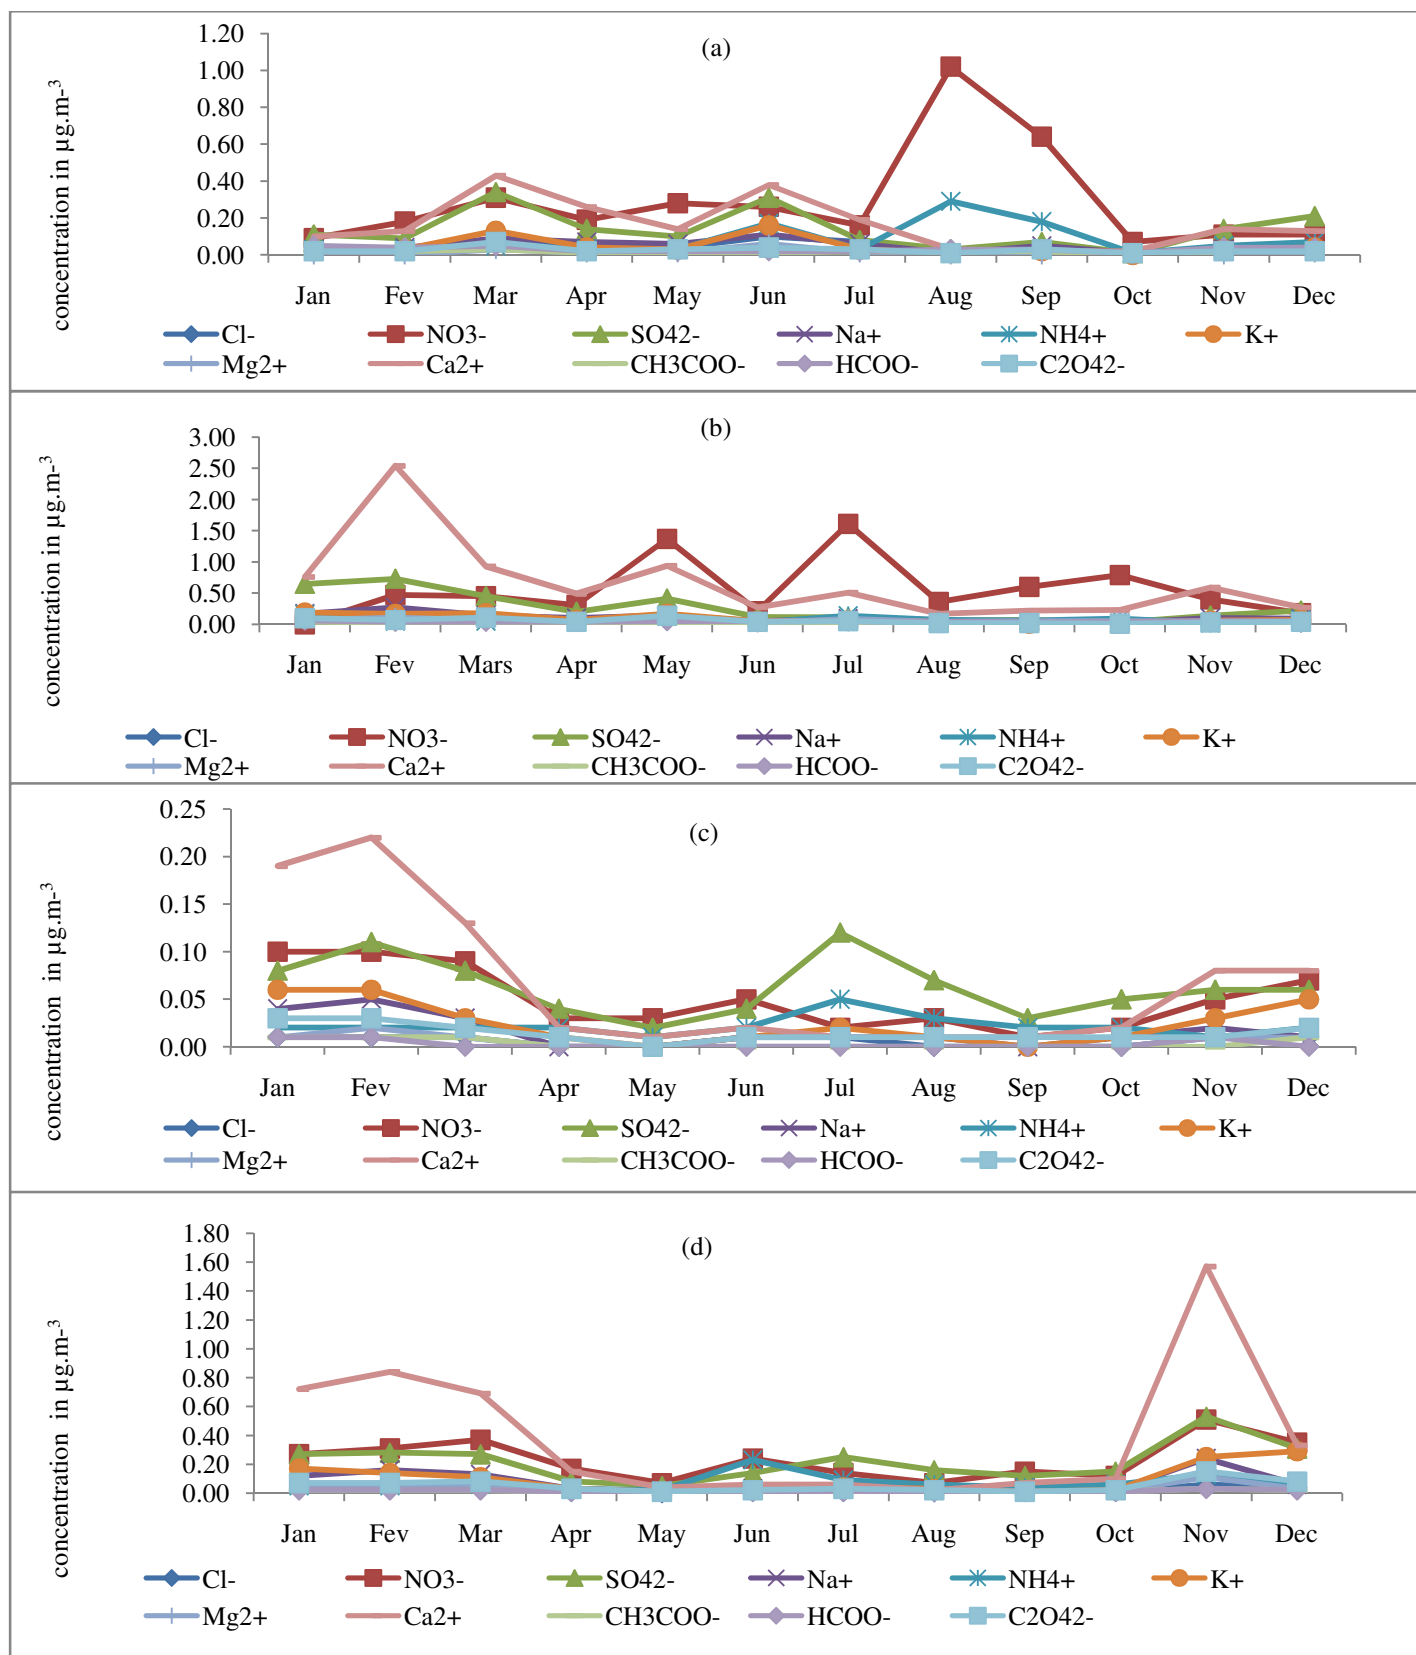 (a)
concentration in µg.m-3
1.20
1.00
0.80
0.60
0.40
0.20
0.00
Jan Fev Mar Apr May Jun Jul Aug Sep Oct Nov Dec
Cl- NO3- SO42- Na+ NH4+ K+
Mg2+ Ca2+ CH3COO- HCOO- C2O42-
(b)
concentration in µg.m-3
3.00
2.50
2.00
1.50
1.00
0.50
0.00
Jan Fev Mars Apr May Jun Jul Aug Sep Oct Nov Dec
Cl- NO3- SO42- Na+ NH4+ K+
Mg2+ Ca2+ CH3COO- HCOO- C2O42-
(c)
concentration in µg.m-3
0.25
0.20
0.15
0.10
0.05
0.00
Jan Fev Mar Apr May Jun Jul Aug Sep Oct Nov Dec
Cl- NO3- SO42- Na+ NH4+ K+
Mg2+ Ca2+ CH3COO- HCOO- C2O42-
(d)
concentration in µg.m-3
1.80
1.60
1.40
1.20
1.00
0.80
0.60
0.40
0.20
0.00
Jan Fev Mar Apr May Jun Jul Aug Sep Oct Nov Dec
Cl- NO3- SO42- Na+ NH4+ K+
Mg2+ Ca2+ CH3COO- HCOO- C2O42-